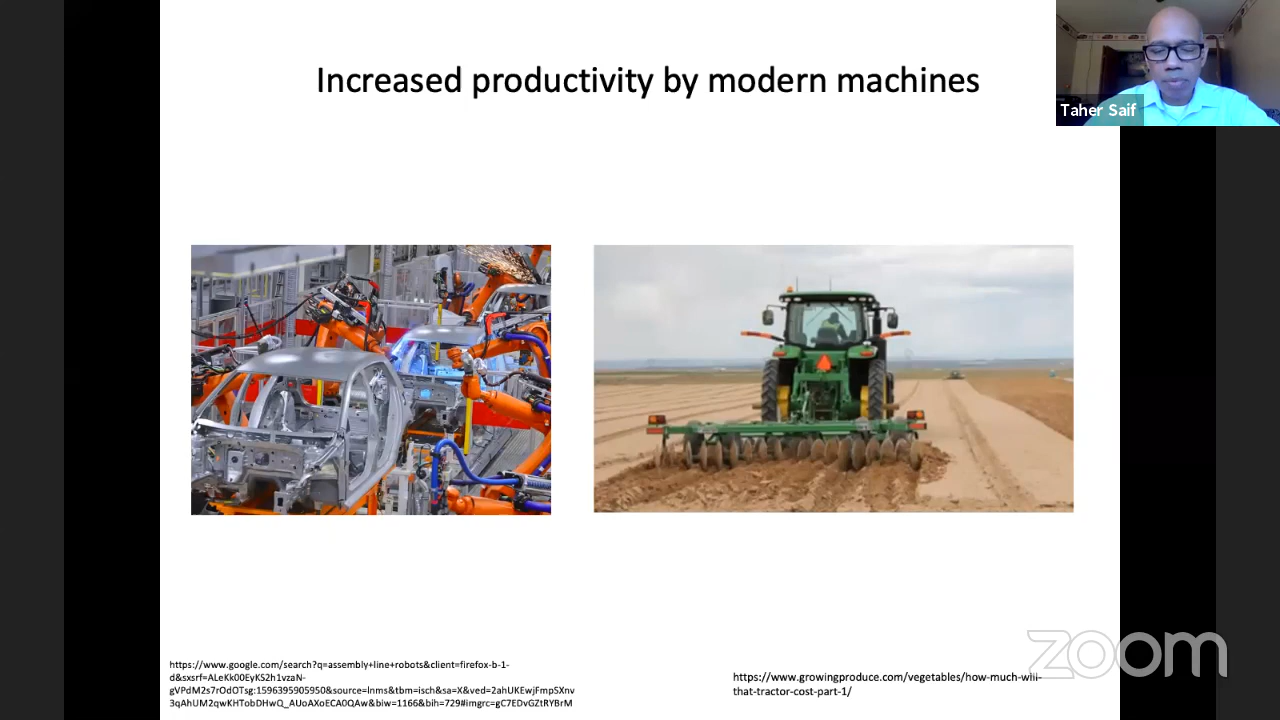 Increased productivity by modern machines
Taher Saif
https://www.google.com/search?q=assembly+line+robots&client=firefox-b-1-
d&sxsrf=ALeKk00EyKS2h1vzaN-
gVPdM2s7rOdOTsg:1596395905950&source=lnms&tbm=isch&sa=X&ved=2ahUKEwjFmpSXnv
3qAhUM2qwKHTobDHwQ_AUoAXoECA0QAw&biw=1166&bih=729#imgrc=gC7EDvGZtRYBrM
https://www.growingproduce.com/vegetables/how-much-will-
that-tractor-cost-part-1/
zoom